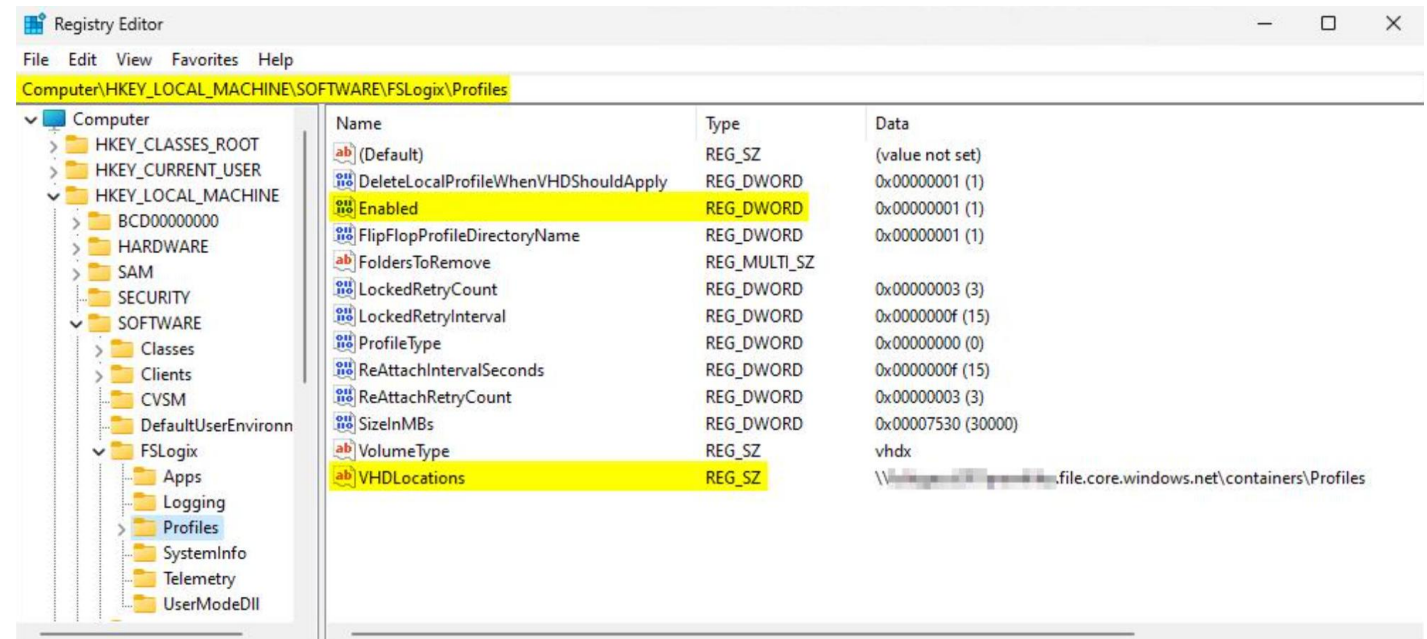 Registry Editor
File Edit View Favorites Help
Computer\HKEY_LOCAL_MACHINE\SOFTWARE\FSLogix\Profiles
Computer
HKEY_CLASSES_ROOT
HKEY_CURRENT_USER
HKEY_LOCAL_MACHINE
BCD00000000
HARDWARE
SAM
SECURITY
SOFTWARE
Classes
Clients
CVSM
DefaultUserEnvironn
FSLogix
Apps
Logging
Profiles
SystemInfo
Telemetry
UserModeDll
Name Type Data
(Default) REG_SZ (value not set)
DeleteLocalProfileWhenVHDShouldApply REG_DWORD 0x00000001 (1)
Enabled REG_DWORD 0x00000001 (1)
FlipFlopProfileDirectoryName REG_DWORD 0x00000001 (1)
FoldersToRemove REG_MULTI_SZ
LockedRetryCount REG_DWORD 0x00000003 (3)
LockedRetryInterval REG_DWORD 0x0000000f (15)
ProfileType REG_DWORD 0x00000000 (0)
ReAttachIntervalSeconds REG_DWORD 0x0000000f (15)
ReAttachRetryCount REG_DWORD 0x00000003 (3)
SizeInMBs REG_DWORD 0x00007530 (30000)
VolumeType REG_SZ vhdx
VHDLocations REG_SZ \\ .file.core.windows.net\containers\Profiles